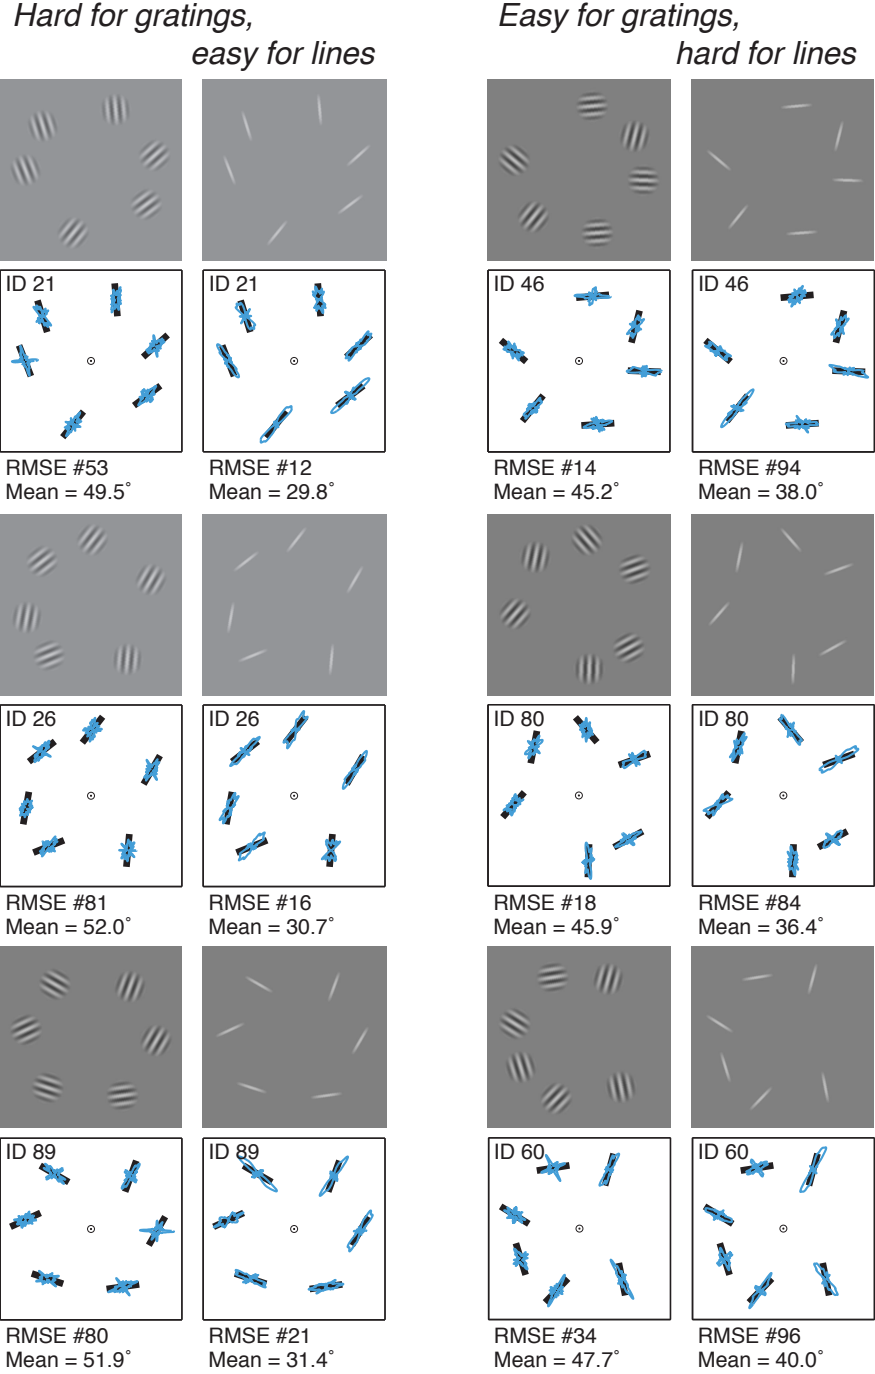 Hard for gratings,
easy for lines
Easy for gratings,
hard for lines
ID 21
ID 21
ID 46
ID 46
RMSE #53
Mean = 49.5˚
RMSE #12
Mean = 29.8˚
RMSE #14
Mean = 45.2˚
RMSE #94
Mean = 38.0˚
ID 26
ID 26
ID 80
ID 80
RMSE #81
Mean = 52.0˚
RMSE #16
Mean = 30.7˚
RMSE #18
Mean = 45.9˚
RMSE #84
Mean = 36.4˚
ID 89
ID 89
ID 60
ID 60
RMSE #80
Mean = 51.9˚
RMSE #21
Mean = 31.4˚
RMSE #34
Mean = 47.7˚
RMSE #96
Mean = 40.0˚